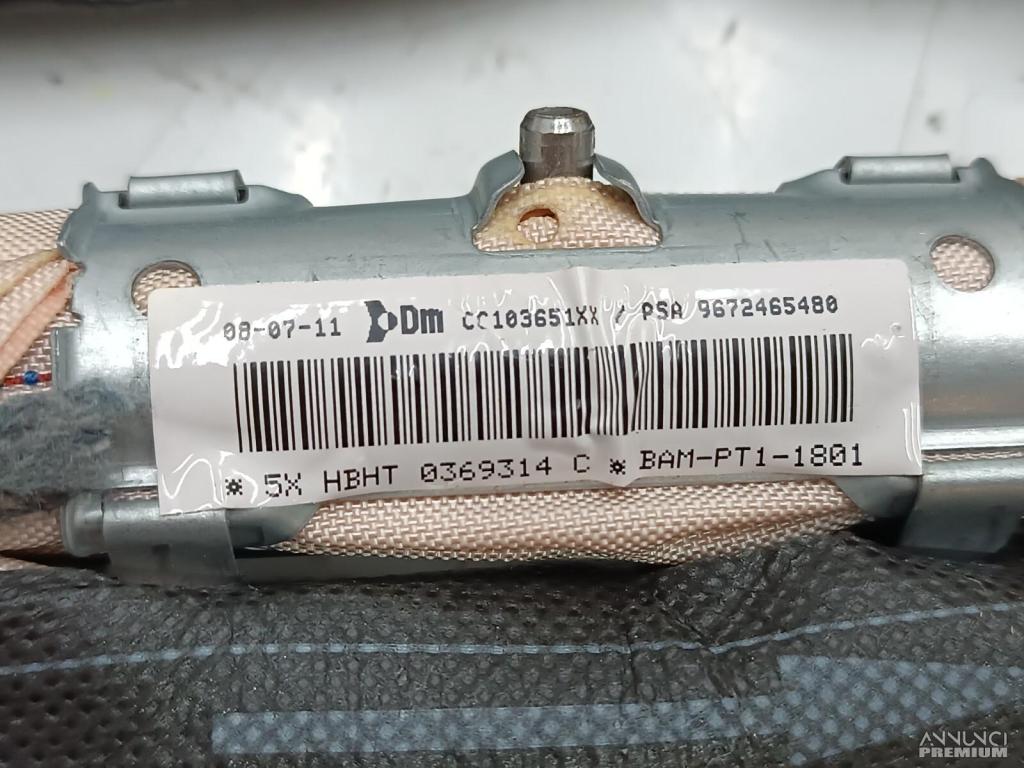 08-07-11 Dm CC103651XX / PSA 9672465480
* 5X HBHT 0369314 C * BAM-PT1-1801
ANNUNCI
PREMIUM